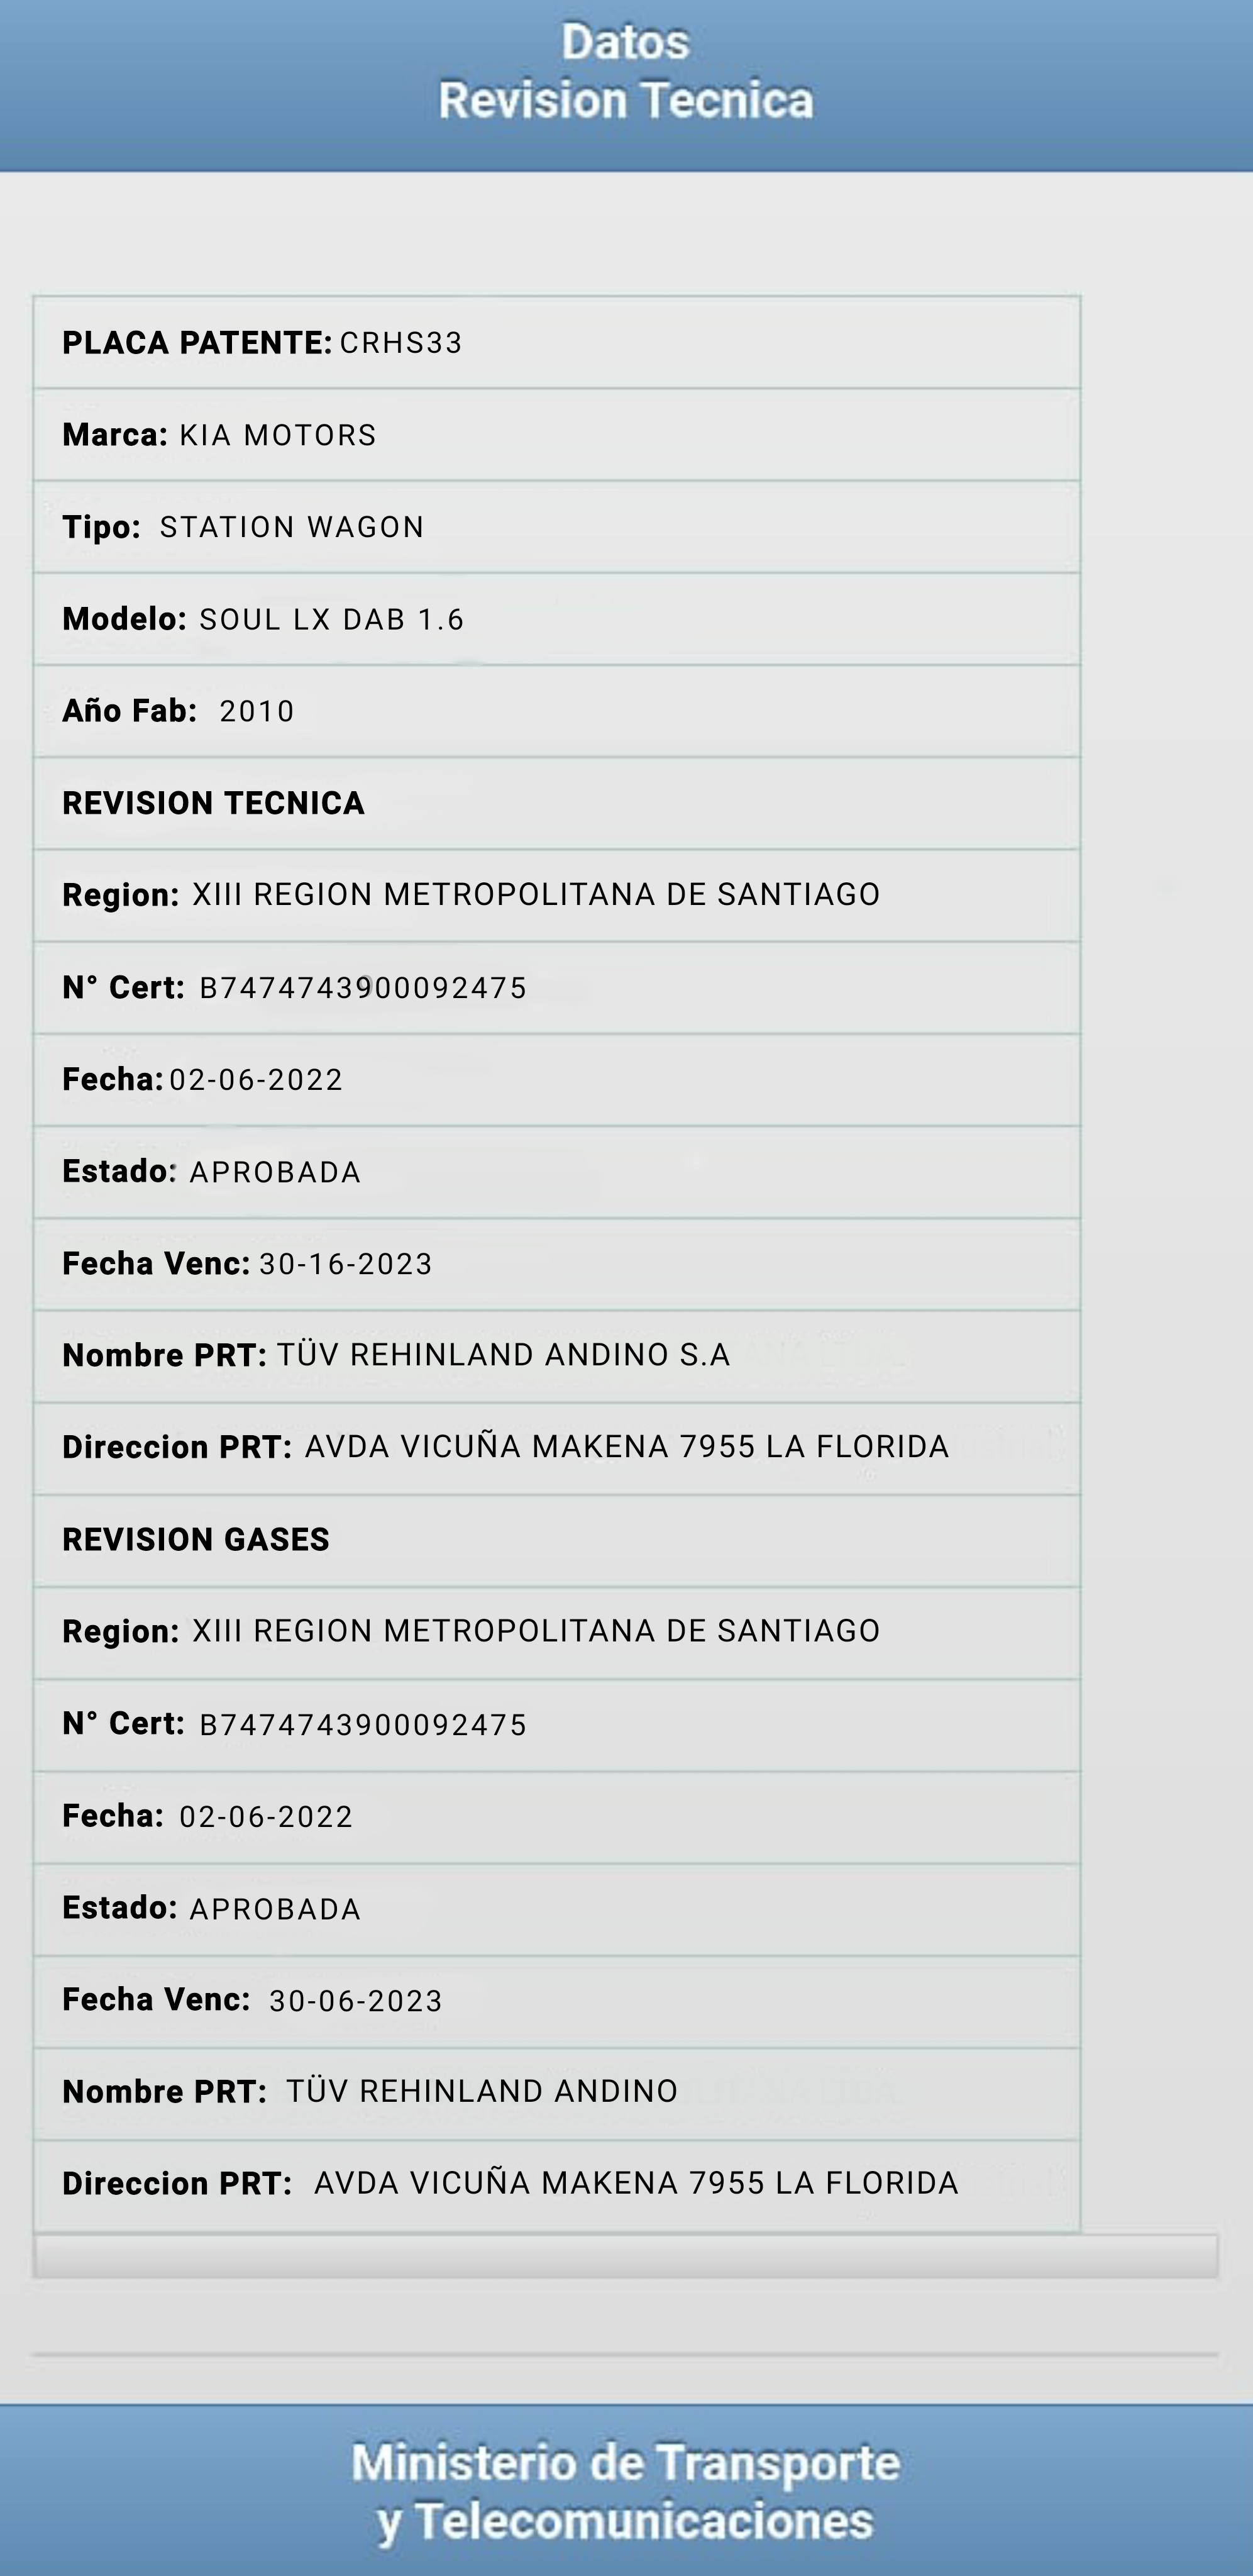 Datos
Revision Tecnica
PLACA PATENTE: CRHS33
Marca: KIA MOTORS
Tipo: STATION WAGON
Modelo: SOUL LX DAB 1.6
Año Fab: 2010
REVISION TECNICA
Region: XIII REGION METROPOLITANA DE SANTIAGO
N° Cert: B7474743900092475
Fecha: 02-06-2022
Estado: APROBADA
Fecha Venc: 30-16-2023
Nombre PRT: TÜV REHINLAND ANDINO S.A
Direccion PRT: AVDA VICUÑA MAKENA 7955 LA FLORIDA
REVISION GASES
Region: XIII REGION METROPOLITANA DE SANTIAGO
N° Cert: B7474743900092475
Fecha: 02-06-2022
Estado: APROBADA
Fecha Venc: 30-06-2023
Nombre PRT: TÜV REHINLAND ANDINO
Direccion PRT: AVDA VICUÑA MAKENA 7955 LA FLORIDA
Ministerio de Transporte
y Telecomunicaciones